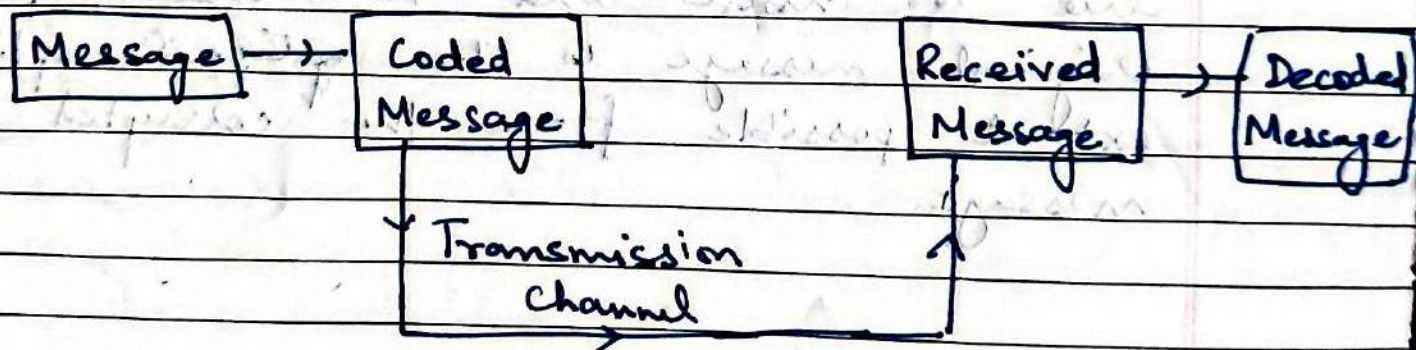 Message
Coded
Message
Transmission
Channel
Received
Message
Decoded
Message